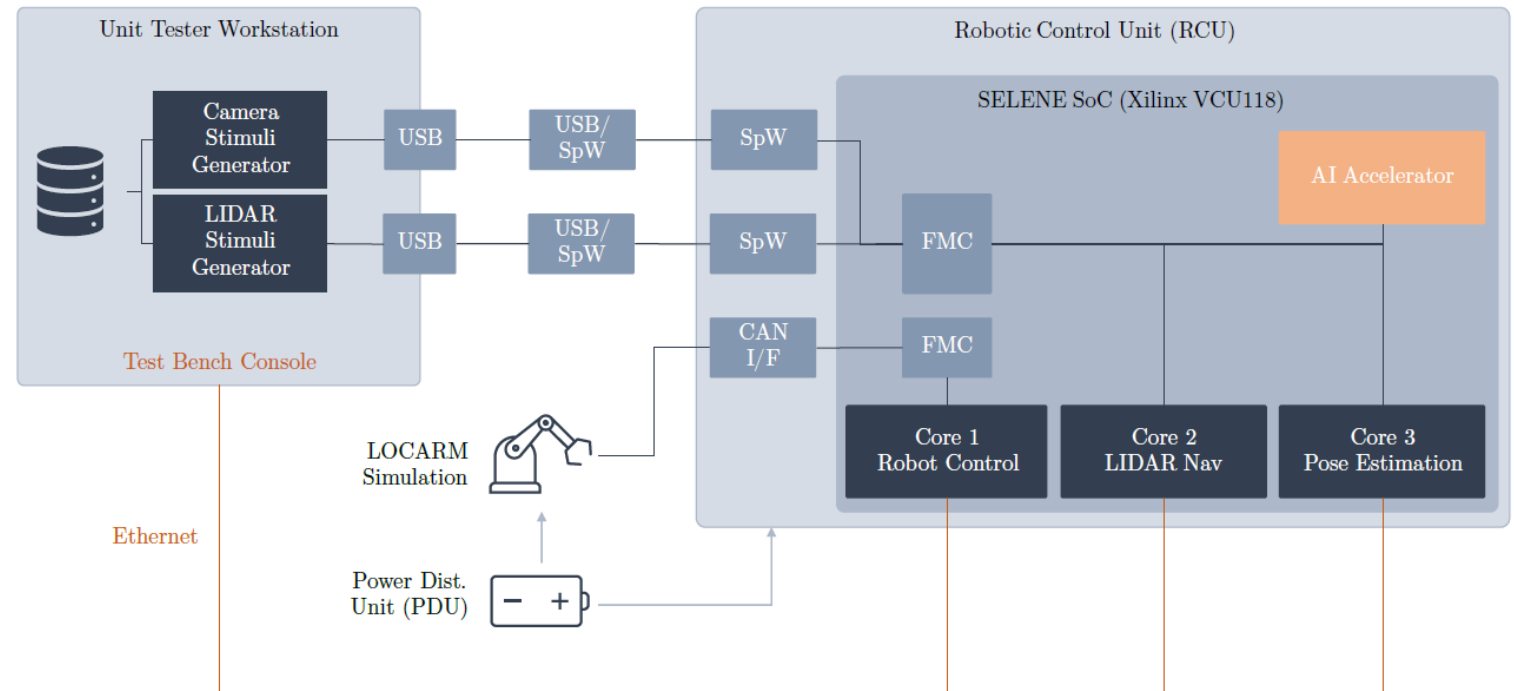 Unit Tester Workstation
Robotic Control Unit (RCU)
SELENE SoC (Xilinx VCU118)
Camera
Stimuli
Generator
USB
USB/
SpW
SpW
AI Accelerator
LIDAR
Stimuli
Generator
USB
USB/
SpW
SpW
FMC
Test Bench Console
CAN
I/F
FMC
LOCARM
Simulation
Core 1
Robot Control
Core 2
LIDAR Nav
Core 3
Pose Estimation
Ethernet
Power Dist.
Unit (PDU)